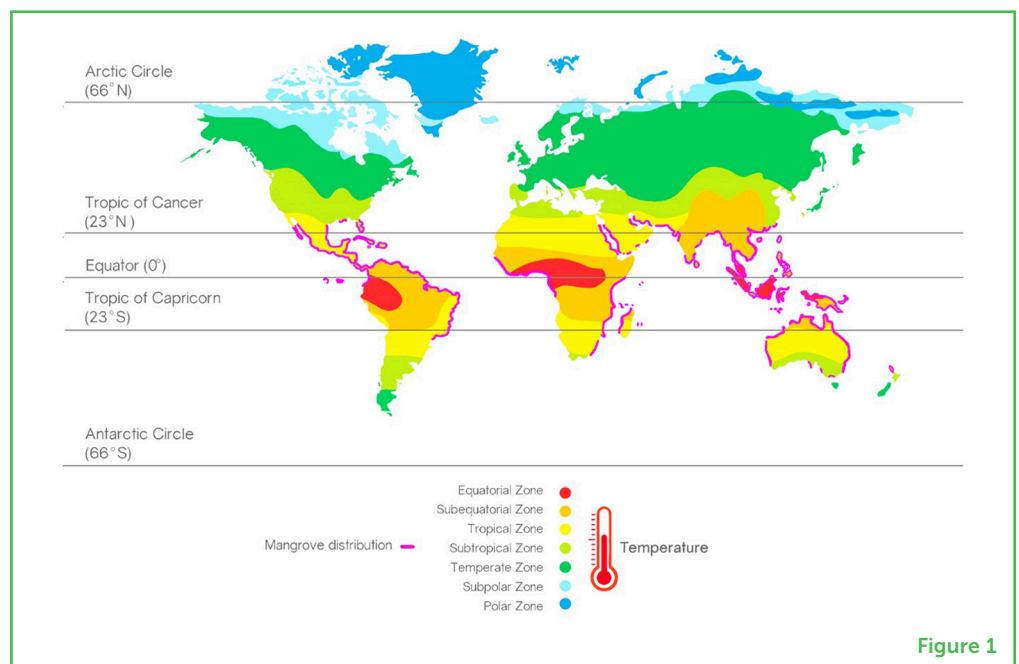 Arctic Circle
(66°N)
Tropic of Cancer
(23°N )
Equator (0°)
Tropic of Capricorn
(23°S)
Antarctic Circle
(66°S)
Equatorial Zone
Subequatorial Zone
Tropical Zone
Mangrove distribution
Subtropical Zone
Temperature
Temperate Zone
Subpolar Zone
Polar Zone
Figure 1